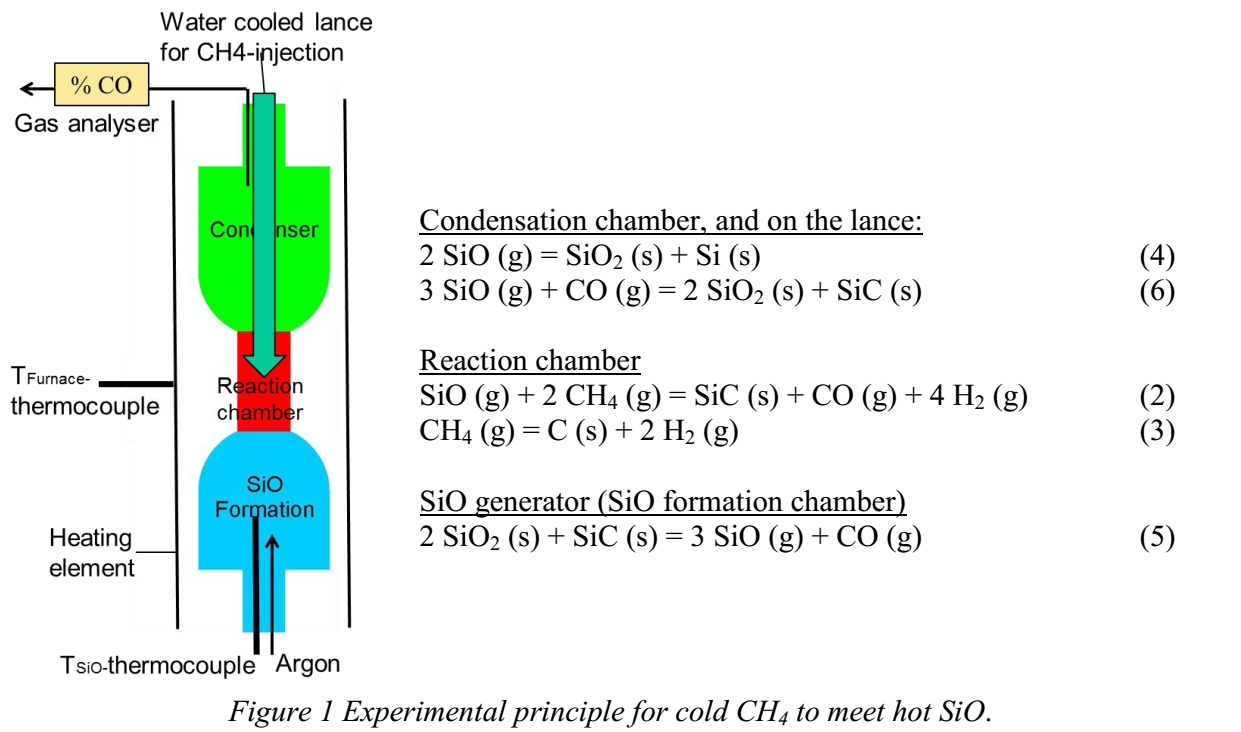 Water cooled lance
for CH4-injection
% CO
Gas analyser
Condenser
TFurnace-
thermocouple
Reaction
chamber
SiO
Formation
Heating
element
TSiO-thermocouple
Argon
Condensation chamber, and on the lance:
2 SiO (g) = SiO₂ (s) + Si (s) (4)
3 SiO (g) + CO (g) = 2 SiO₂ (s) + SiC (s) (6)
Reaction chamber
SiO (g) + 2 CH₄ (g) = SiC (s) + CO (g) + 4 H₂ (g) (2)
CH₄ (g) = C (s) + 2 H₂ (g) (3)
SiO generator (SiO formation chamber)
2 SiO₂ (s) + SiC (s) = 3 SiO (g) + CO (g) (5)
Figure 1 Experimental principle for cold CH₄ to meet hot SiO.